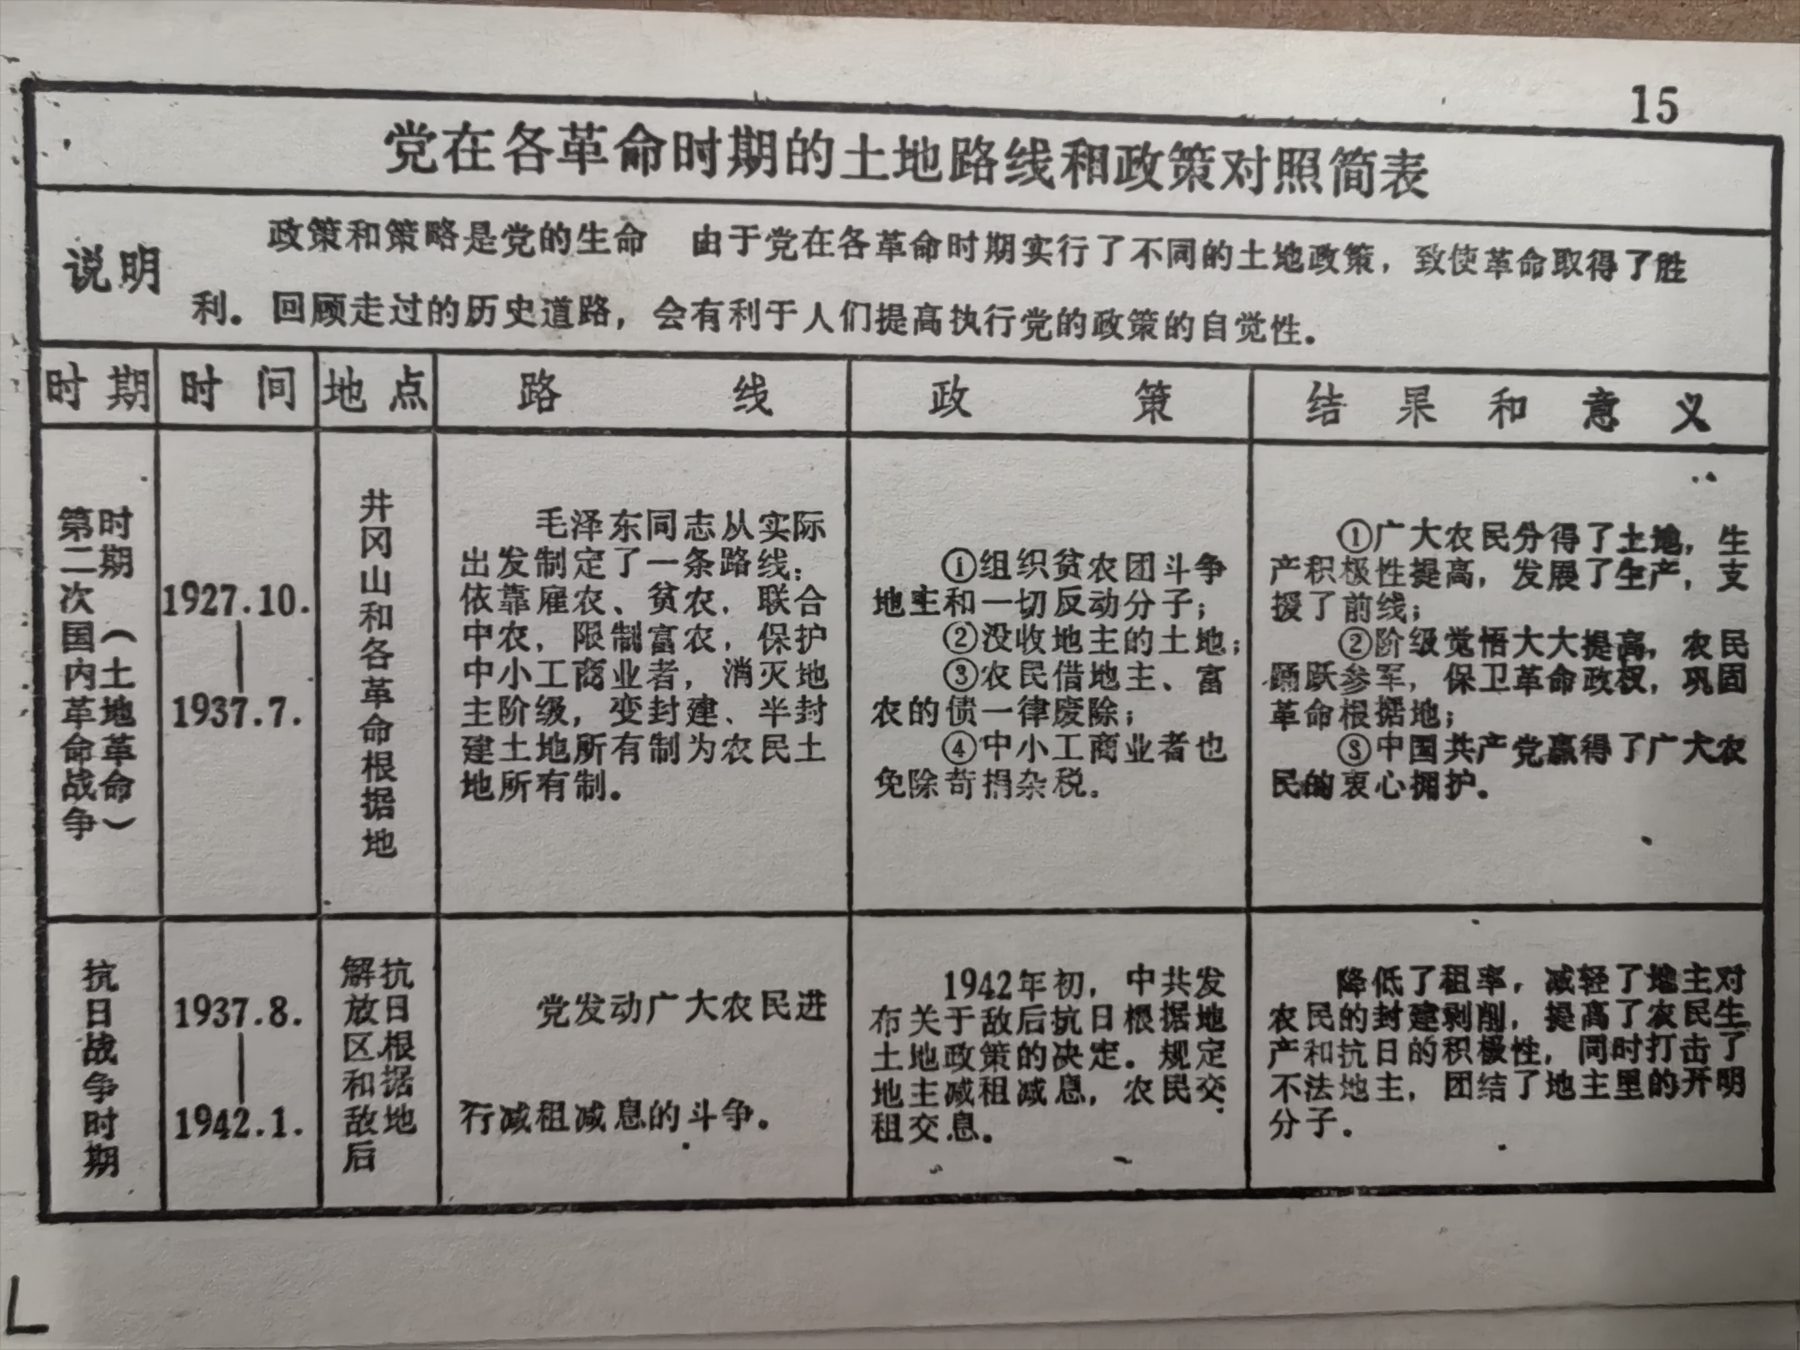 15
党在各革命时期的土地路线和政策对照简表
说明
政策和策略是党的生命 由于党在各革命时期实行了不同的土地政策，致使革命取得了胜
利。回顾走过的历史道路，会有利于人们提高执行党的政策的自觉性。
时期 时间 地点 路线 政策 结果和意义
第二次国内革命战争
时期（土地革命）
1927.10.
|
1937.7.
井冈山和各革命根据地
毛泽东同志从实际
出发制定了一条路线：
依靠雇农、贫农，联合
中农，限制富农，保护
中小工商业者，消灭地
主阶级，变封建、半封
建土地所有制为农民土
地所有制。
①组织贫农团斗争
地主和一切反动分子；
②没收地主的土地；
③农民借地主、富
农的债一律废除；
④中小工商业者也
免除苛捐杂税。
①广大农民分得了土地，生
产积极性提高，发展了生产，支
援了前线；
②阶级觉悟大大提高，农民
踊跃参军，保卫革命政权，巩固
革命根据地；
③中国共产党赢得了广大农
民的衷心拥护。
抗日战争时期
1937.8.
|
1942.1.
解放区和敌后
抗日根据地
党发动广大农民进
行减租减息的斗争。
1942年初，中共发
布关于敌后抗日根据地
土地政策的决定。规定
地主减租减息，农民交
租交息。
降低了租率，减轻了地主对
农民的封建剥削，提高了农民生
产和抗日的积极性，同时打击了
不法地主，团结了地主里的开明
分子．